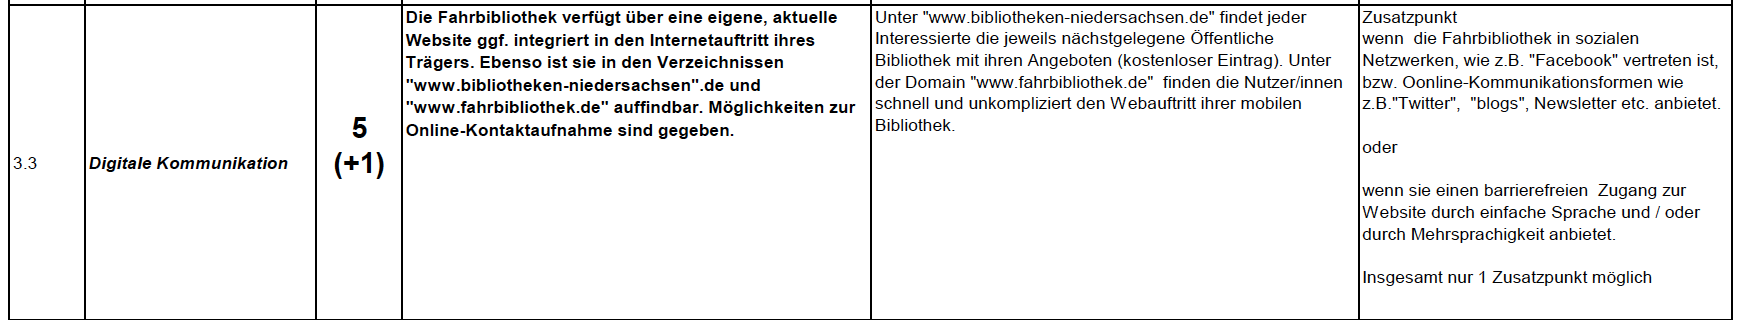 3.3
Digitale Kommunikation
5
(+1)
Die Fahrbibliothek verfügt über eine eigene, aktuelle
Website ggf. integriert in den Internetauftritt ihres
Trägers. Ebenso ist sie in den Verzeichnissen
"www.bibliotheken-niedersachsen".de und
"www.fahrbibliothek.de" auffindbar. Möglichkeiten zur
Online-Kontaktaufnahme sind gegeben.
Unter "www.bibliotheken-niedersachsen.de" findet jeder
Interessierte die jeweils nächstgelegene Öffentliche
Bibliothek mit ihren Angeboten (kostenloser Eintrag). Unter
der Domain "www.fahrbibliothek.de"  finden die Nutzer/innen
schnell und unkompliziert den Webauftritt ihrer mobilen
Bibliothek.
Zusatzpunkt
wenn  die Fahrbibliothek in sozialen
Netzwerken, wie z.B. "Facebook" vertreten ist,
bzw. Oonline-Kommunikationsformen wie
z.B."Twitter",  "blogs", Newsletter etc. anbietet.
oder
wenn sie einen barrierefreien  Zugang zur
Website durch einfache Sprache und / oder
durch Mehrsprachigkeit anbietet.
Insgesamt nur 1 Zusatzpunkt möglich